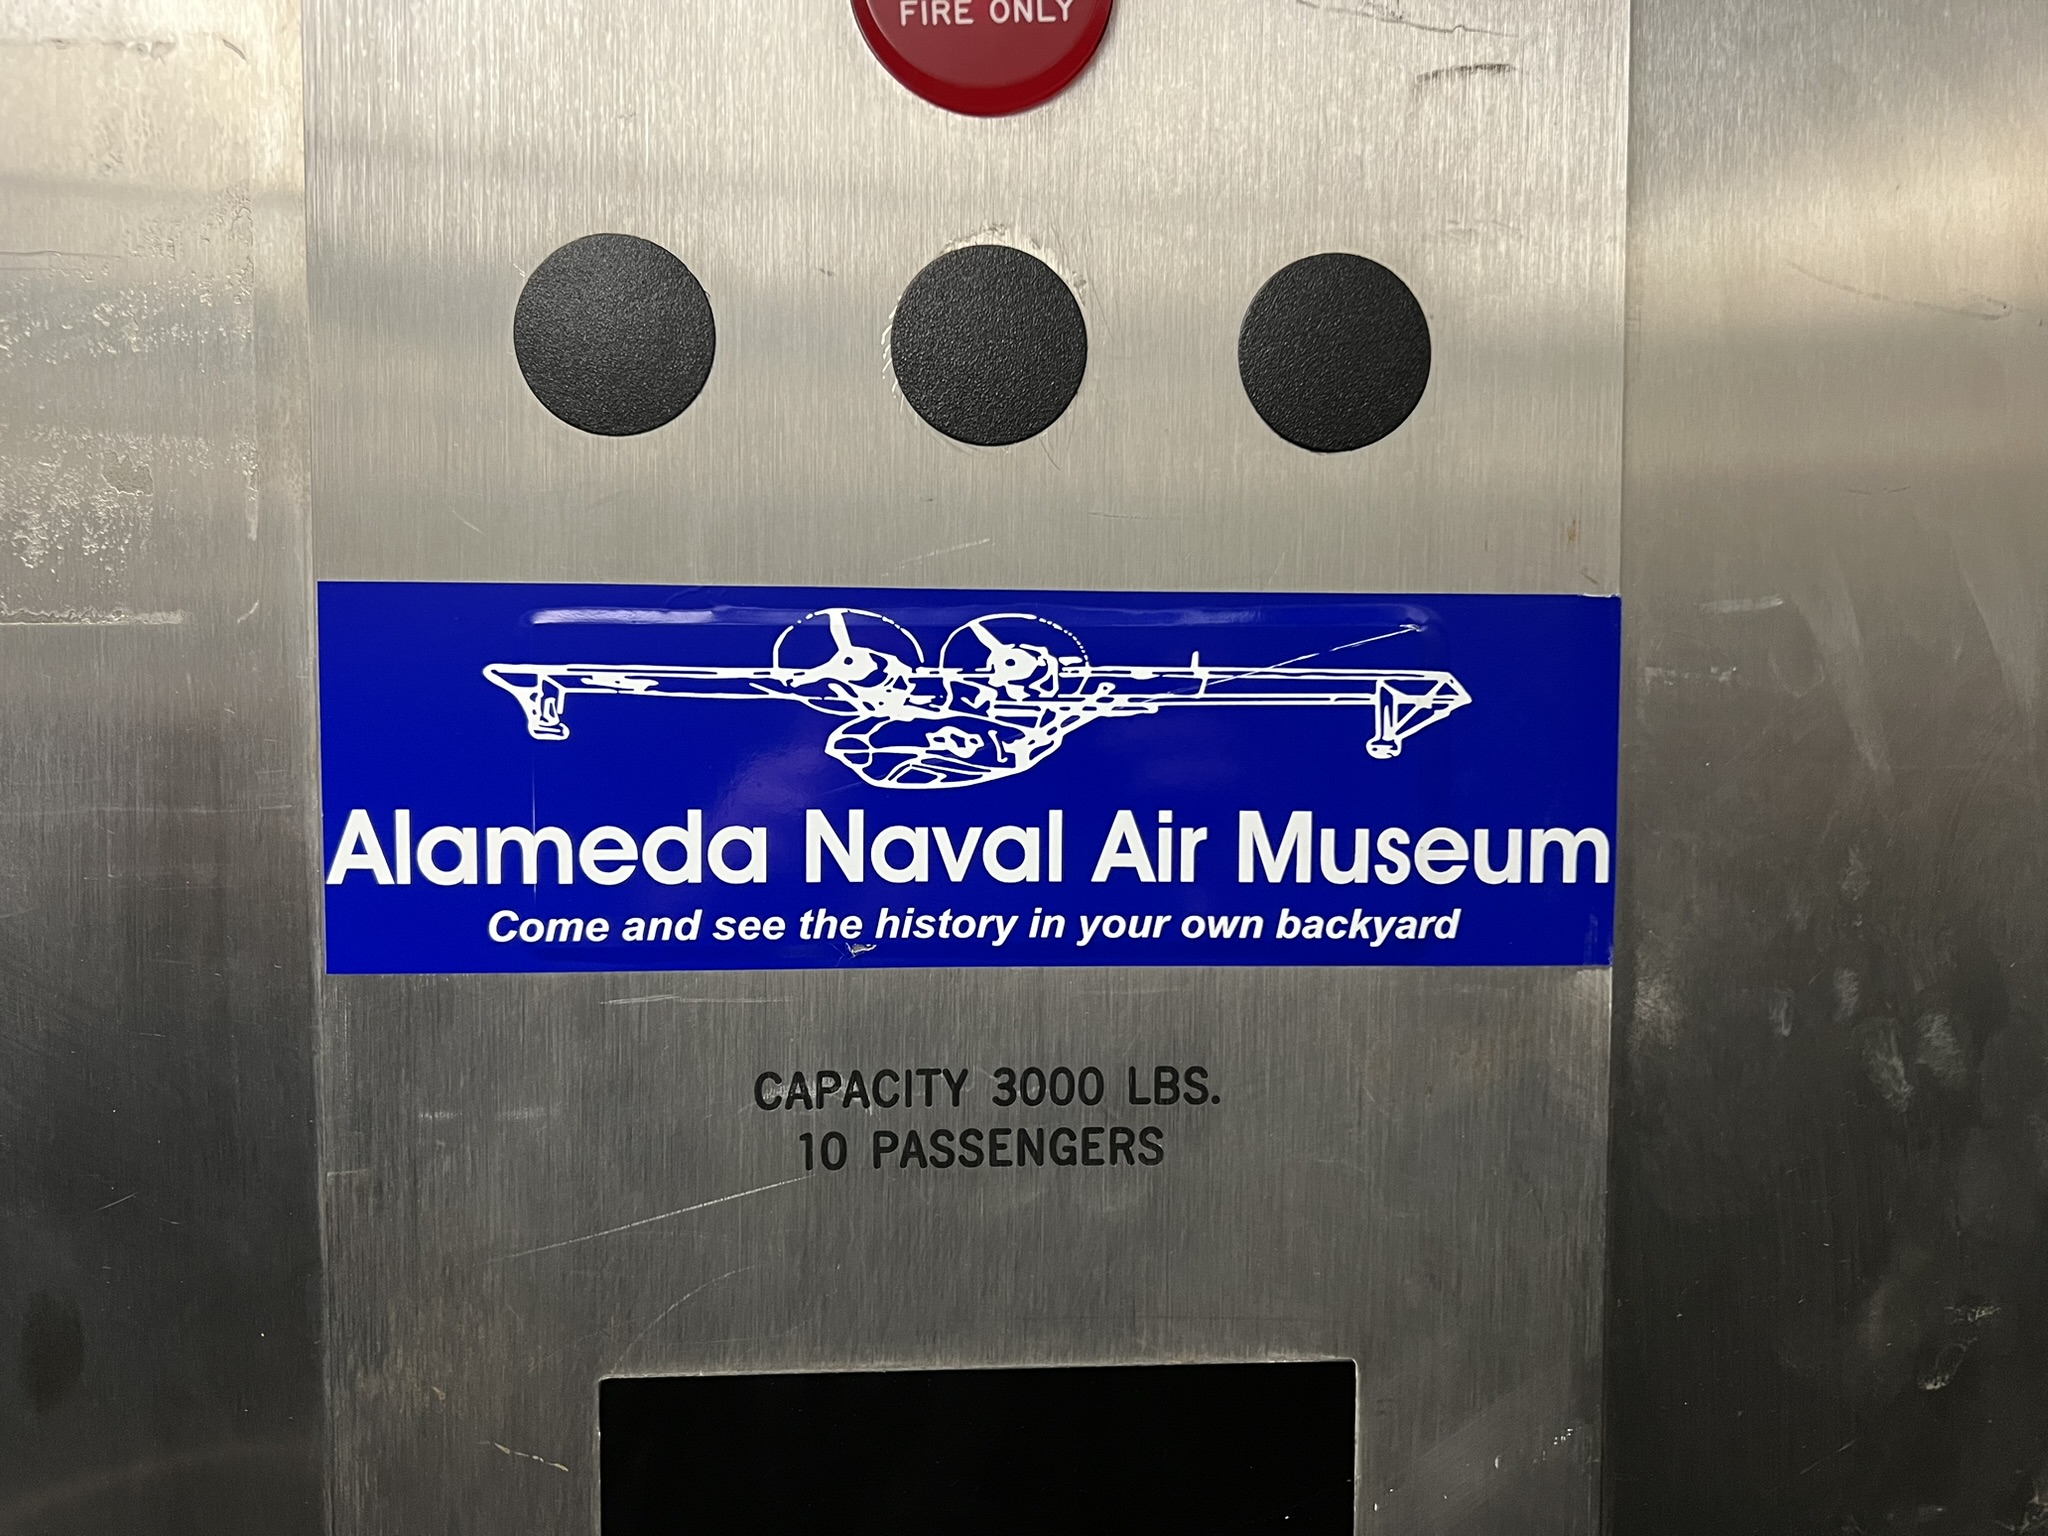 FIRE ONLY
Alameda Naval Air Museum
Come and see the history in your own backyard
CAPACITY 3000 LBS.
10 PASSENGERS